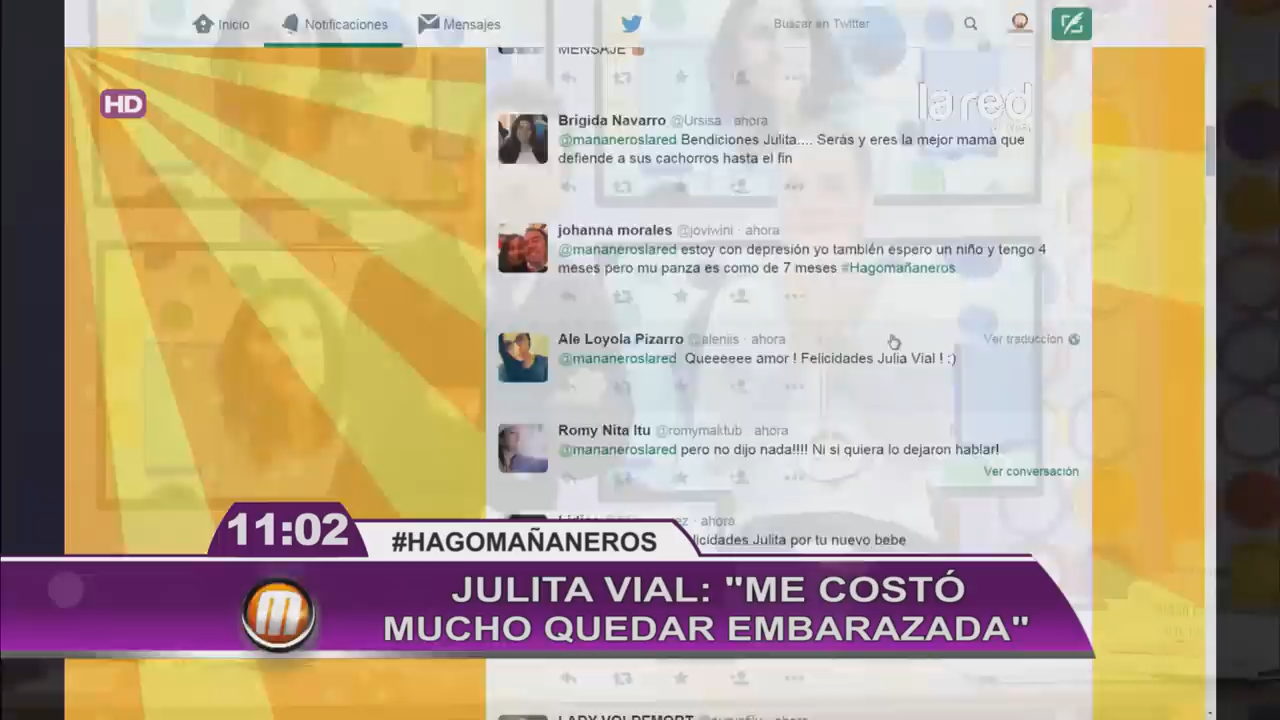 Inicio
Notificaciones
Mensajes
Buscar en Twitter
MENSAJE
HD
la red
Brigida Navarro @Ursisa · ahora
@mananeroslared Bendiciones Julita.... Serás y eres la mejor mama que
defiende a sus cachorros hasta el fin
johanna morales @joviwini · ahora
@mananeroslared estoy con depresión yo también espero un niño y tengo 4
meses pero mu panza es como de 7 meses #Hagomañaneros
Ale Loyola Pizarro @aleniis · ahora
Ver traduccion
@mananeroslared Queeeeee amor ! Felicidades Julia Vial ! :)
Romy Nita Itu @romymaktub · ahora
@mananeroslared pero no dijo nada!!!! Ni si quiera lo dejaron hablar!
Ver conversación
ahora
Julita por tu nuevo bebe
11:02
#HAGOMAÑANEROS
JULITA VIAL: "ME COSTÓ
MUCHO QUEDAR EMBARAZADA"
LADY VOLDEMORT